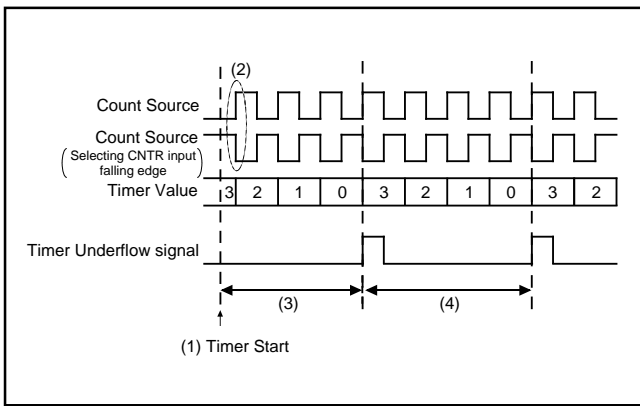 (2)
Count Source
Count Source
(Selecting CNTR input
falling edge)
Timer Value 3 2 1 0 3 2 1 0 3 2
Timer Underflow signal
(3) (4)
(1) Timer Start